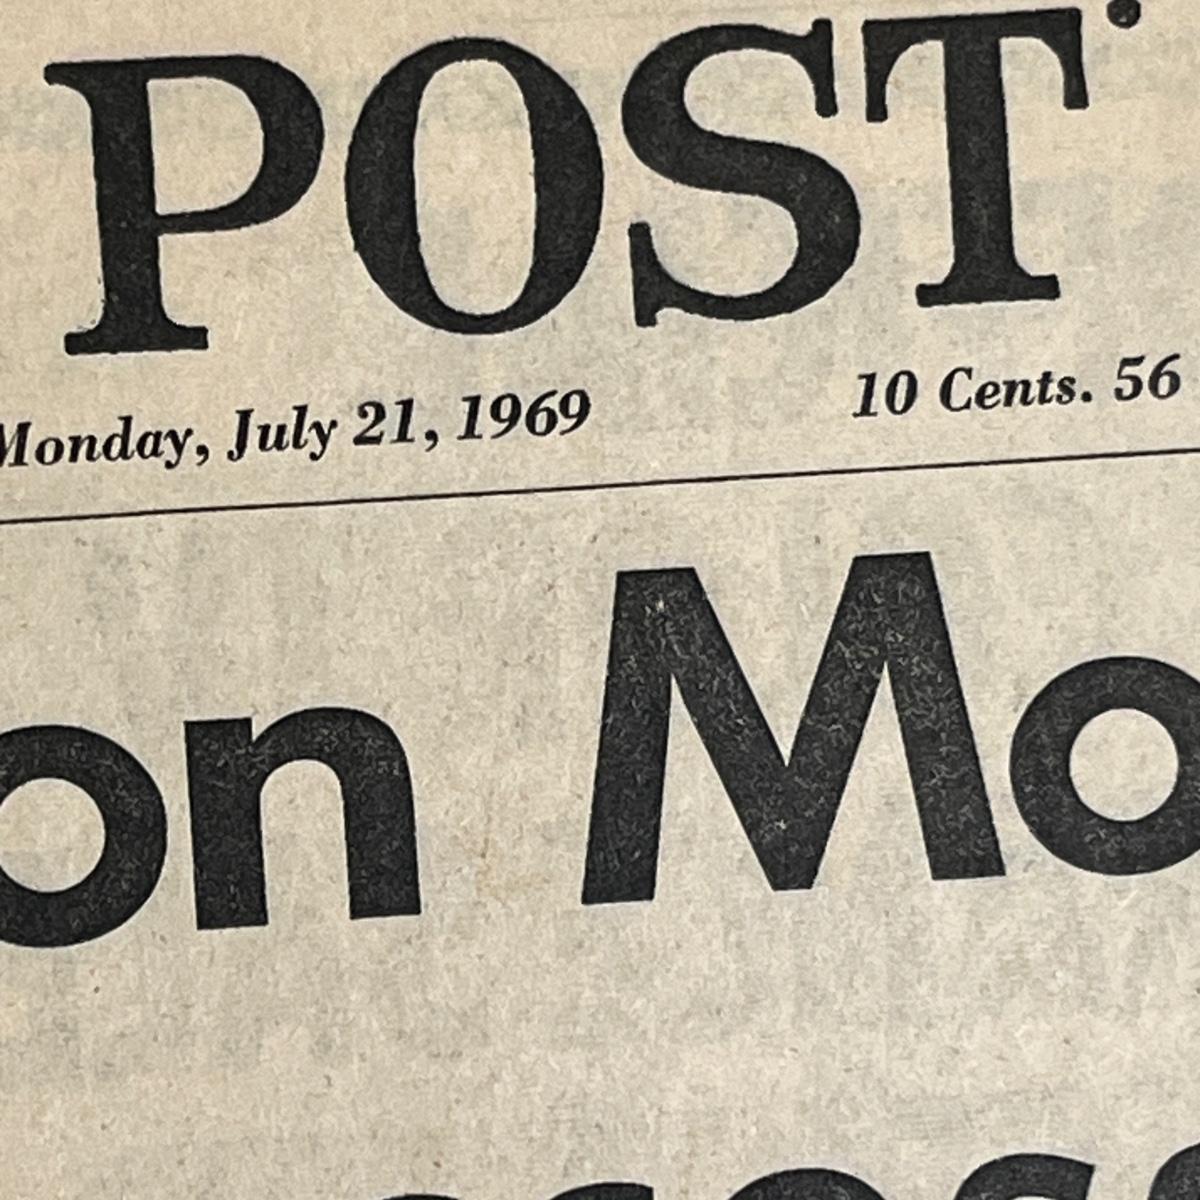 POST
Monday, July 21, 1969 10 Cents. 56
on Mo